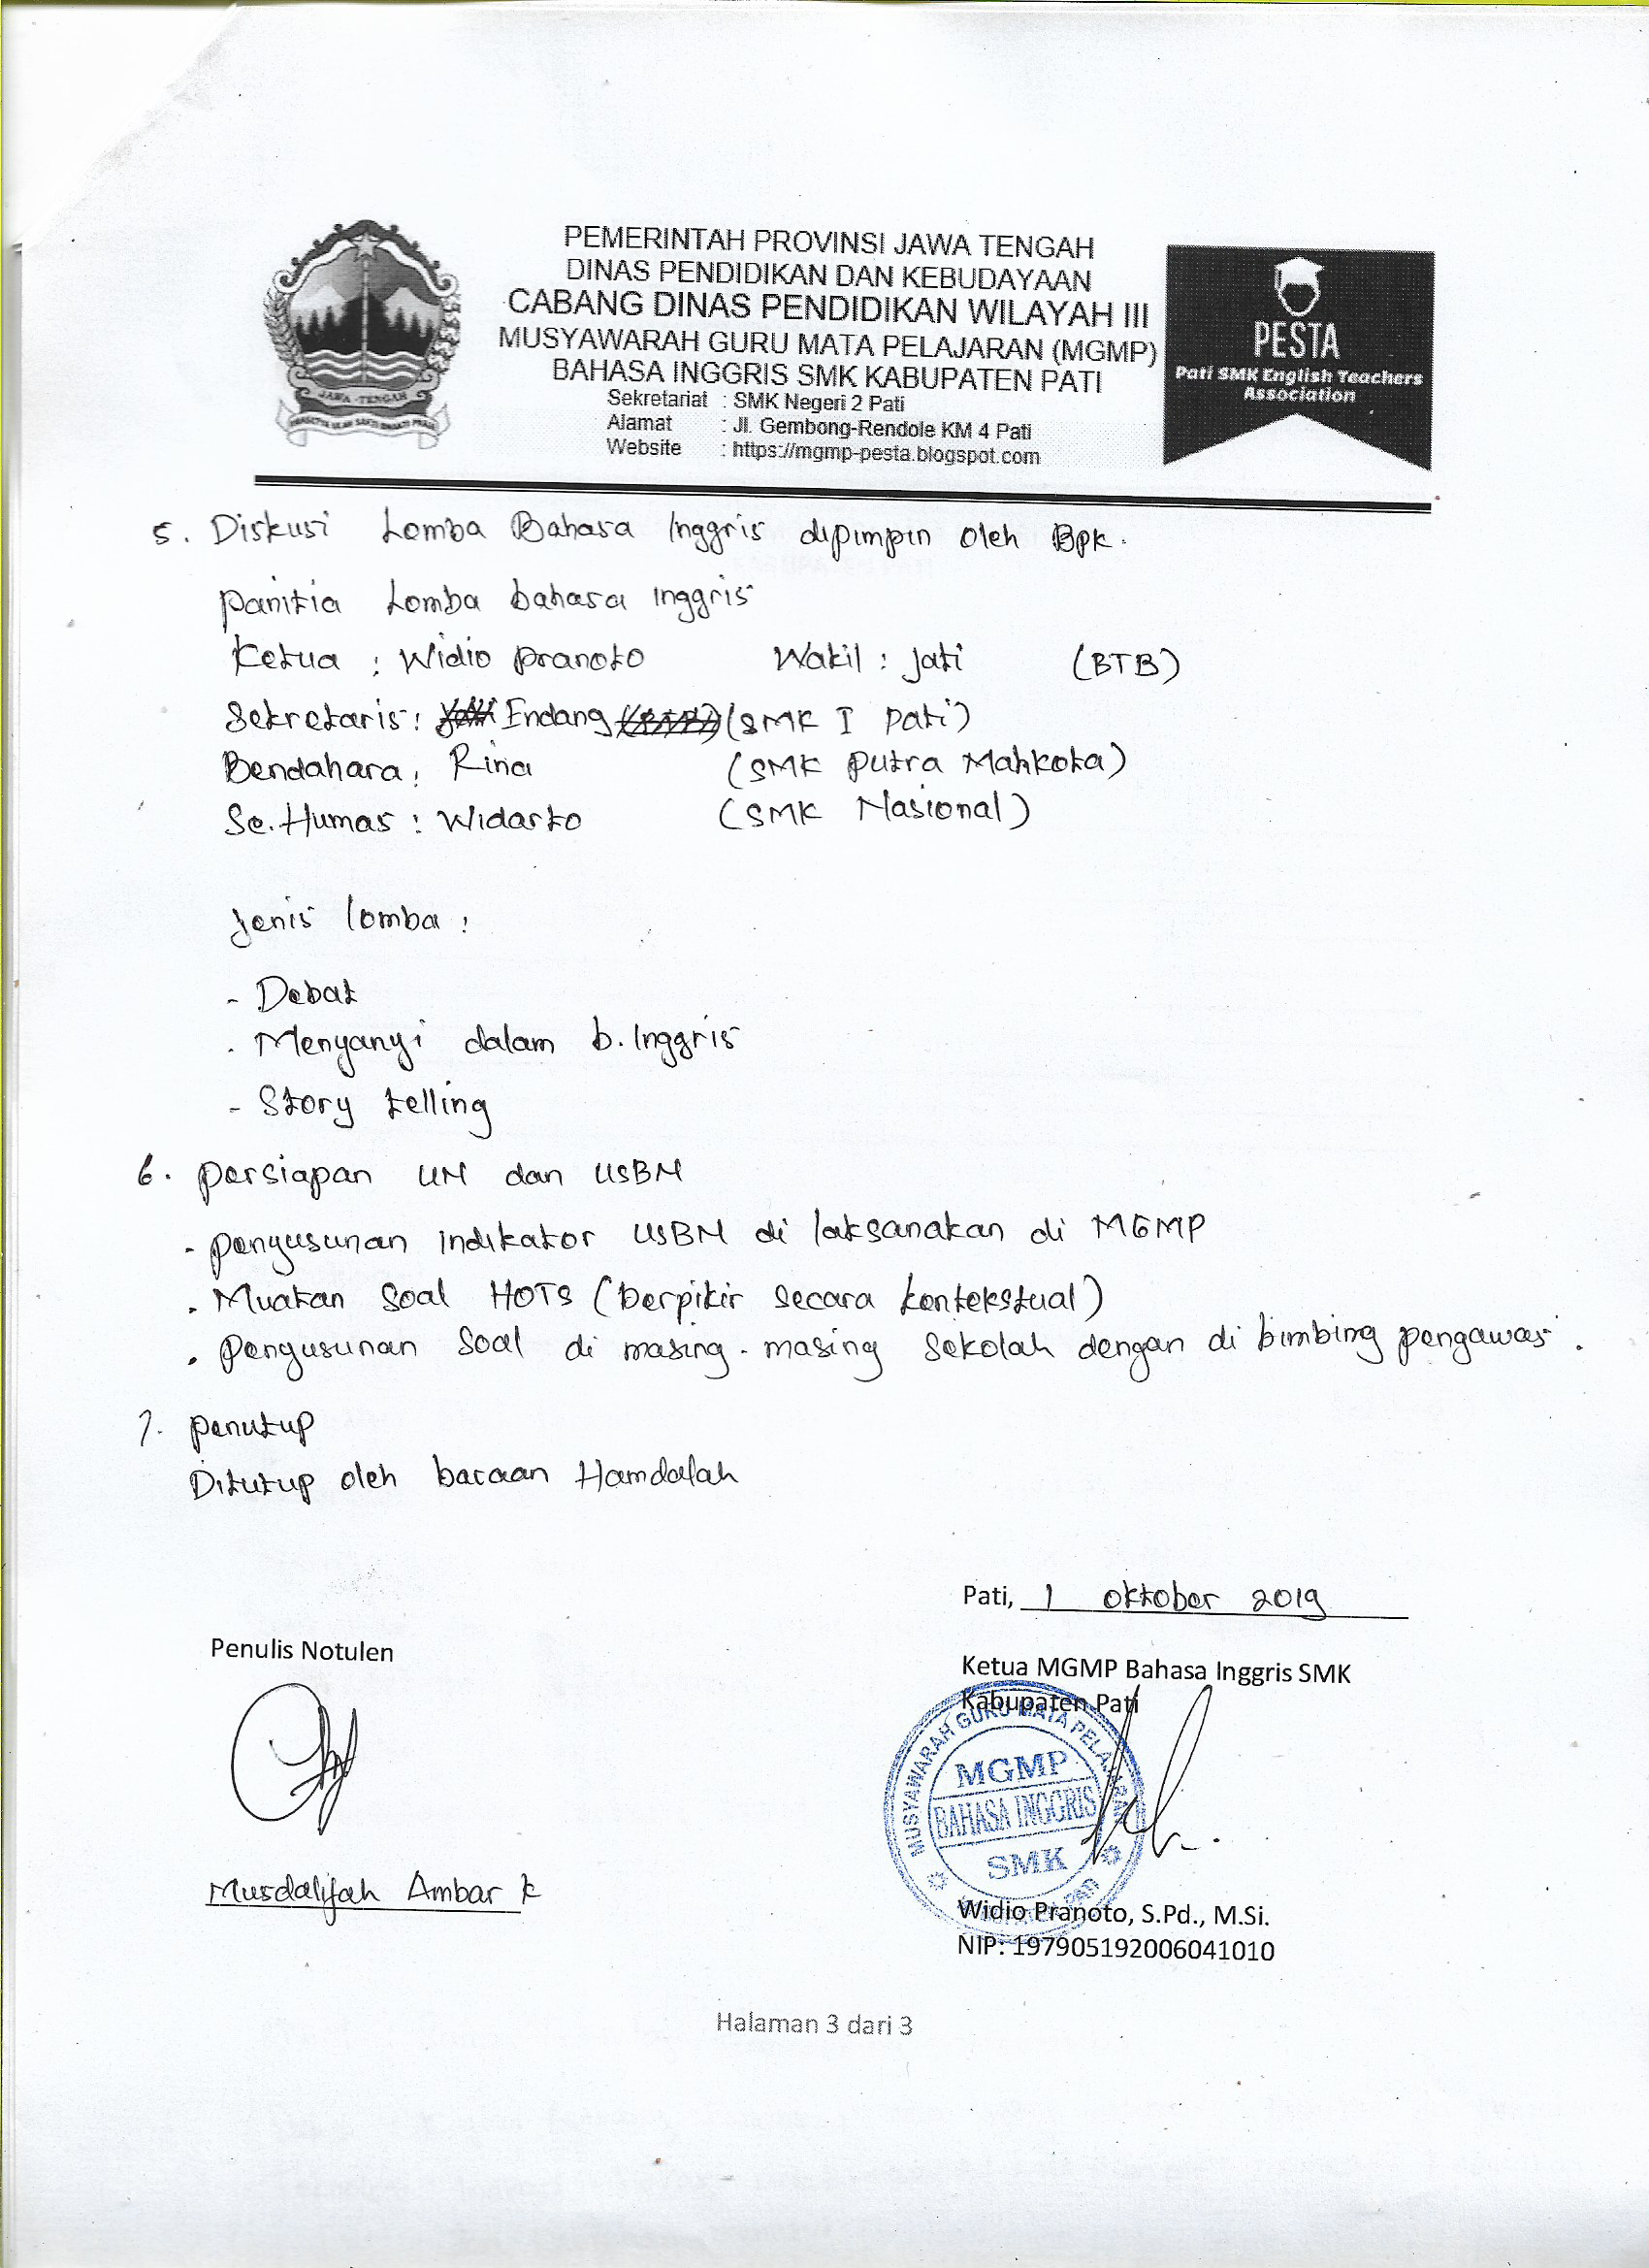 PEMERINTAH PROVINSI JAWA TENGAH
DINAS PENDIDIKAN DAN KEBUDAYAAN
CABANG DINAS PENDIDIKAN WILAYAH III
MUSYAWARAH GURU MATA PELAJARAN (MGMP)
BAHASA INGGRIS SMK KABUPATEN PATI
Sekretariat : SMK Negeri 2 Pati
Alamat : Jl. Gembong-Rendole KM 4 Pati
Website : https://mgmp-pesta.blogspot.com
JAWA - TENGAH
PESTA
Pati SMK English Teachers
Association
5. Diskusi Lomba Bahasa Inggris dipimpin oleh Bpk.
Panitia Lomba bahasa Inggris
Ketua : Widio Pranoto Wakil : Jati (BTB)
Sekretaris : Endang (SMK I Pati)
Bendahara : Rina (SMK Putra Mahkota)
Se. Humas : Widarto (SMK Nasional)
Jenis lomba :
- Debat
. Menyanyi dalam b. Inggris
- Story telling
6. Persiapan UN dan USBN
- Penyusunan indikator USBN di laksanakan di MGMP
. Muatan Soal HOTS (berpikir secara kontekstual)
. Pengusunan Soal di masing - masing Sekolah dengan di bimbing pengawas .
7. Penutup
Ditutup oleh bacaan Hamdalah
Pati, 1 Oktober 2019
Penulis Notulen
Ketua MGMP Bahasa Inggris SMK
Kabupaten Pati
MUSYAWARAH GURU MATA PELAJARAN
MGMP
BAHASA INGGRIS
SMK
Musdalifah Ambar K
Widio Pranoto, S.Pd., M.Si.
NIP: 197905192006041010
Halaman 3 dari 3